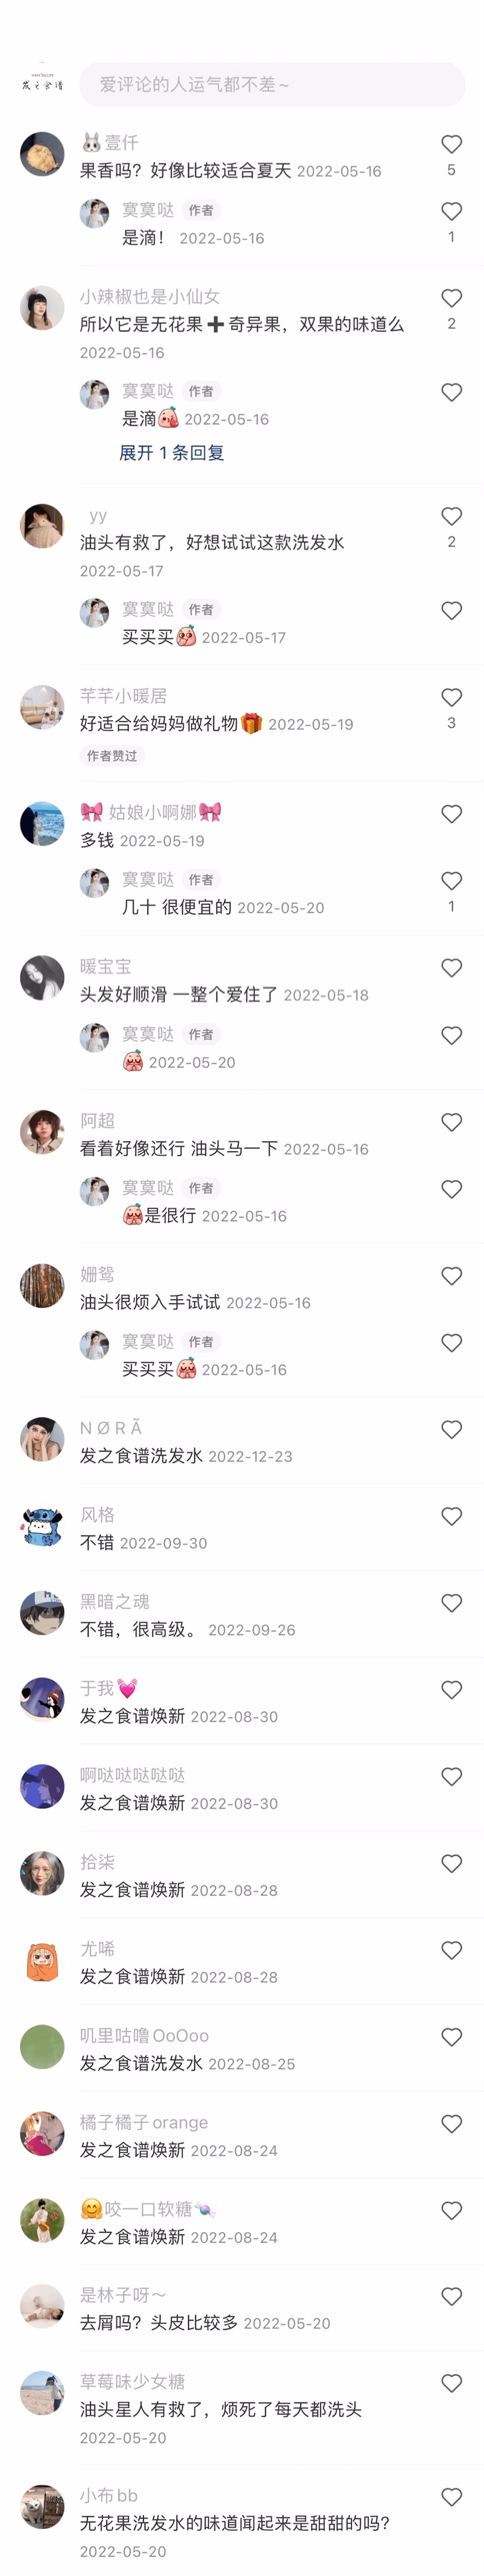 发之食谱
爱评论的人运气都不差~
壹仟
果香吗？好像比较适合夏天 2022-05-16
5
寞寞哒 作者
是滴！ 2022-05-16
1
小辣椒也是小仙女
所以它是无花果➕奇异果，双果的味道么
2
2022-05-16
寞寞哒 作者
是滴 2022-05-16
展开 1 条回复
yy
油头有救了，好想试试这款洗发水
2
2022-05-17
寞寞哒 作者
买买买 2022-05-17
芊芊小暖居
好适合给妈妈做礼物🎁 2022-05-19
3
作者赞过
🎀 姑娘小啊娜🎀
多钱 2022-05-19
寞寞哒 作者
几十 很便宜的 2022-05-20
1
暖宝宝
头发好顺滑 一整个爱住了 2022-05-18
寞寞哒 作者
2022-05-20
阿超
看着好像还行 油头马一下 2022-05-16
寞寞哒 作者
是很行 2022-05-16
姗鸳
油头很烦入手试试 2022-05-16
寞寞哒 作者
买买买 2022-05-16
N Ø R Ã
发之食谱洗发水 2022-12-23
风格
不错 2022-09-30
黑暗之魂
不错，很高级。 2022-09-26
于我💓
发之食谱焕新 2022-08-30
啊哒哒哒哒哒
发之食谱焕新 2022-08-30
拾柒
发之食谱焕新 2022-08-28
尤唏
发之食谱焕新 2022-08-28
叽里咕噜OoOoo
发之食谱洗发水 2022-08-25
橘子橘子orange
发之食谱焕新 2022-08-24
🤗咬一口软糖🍬
发之食谱焕新 2022-08-24
是林子呀～
去屑吗？头皮比较多 2022-05-20
草莓味少女糖
油头星人有救了，烦死了每天都洗头
2022-05-20
小布bb
无花果洗发水的味道闻起来是甜甜的吗？
2022-05-20